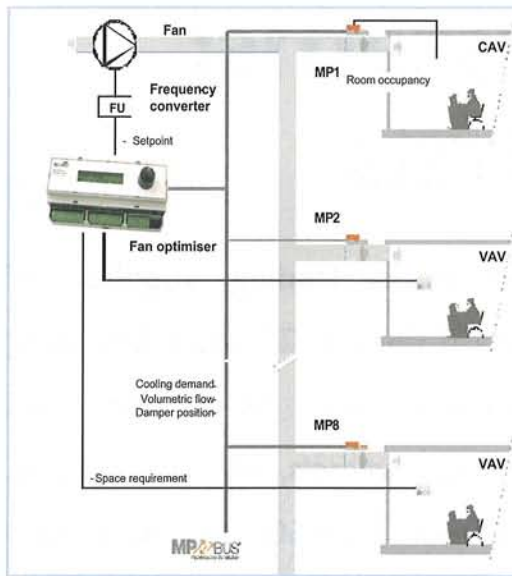 Fan
CAV
MP1
Room occupancy
Frequency
converter
FU
- Setpoint
MP2
VAV
Fan optimiser
Cooling demand-
Volumetric flow-
Damper position-
MP8
VAV
- Space requirement
MP BUS